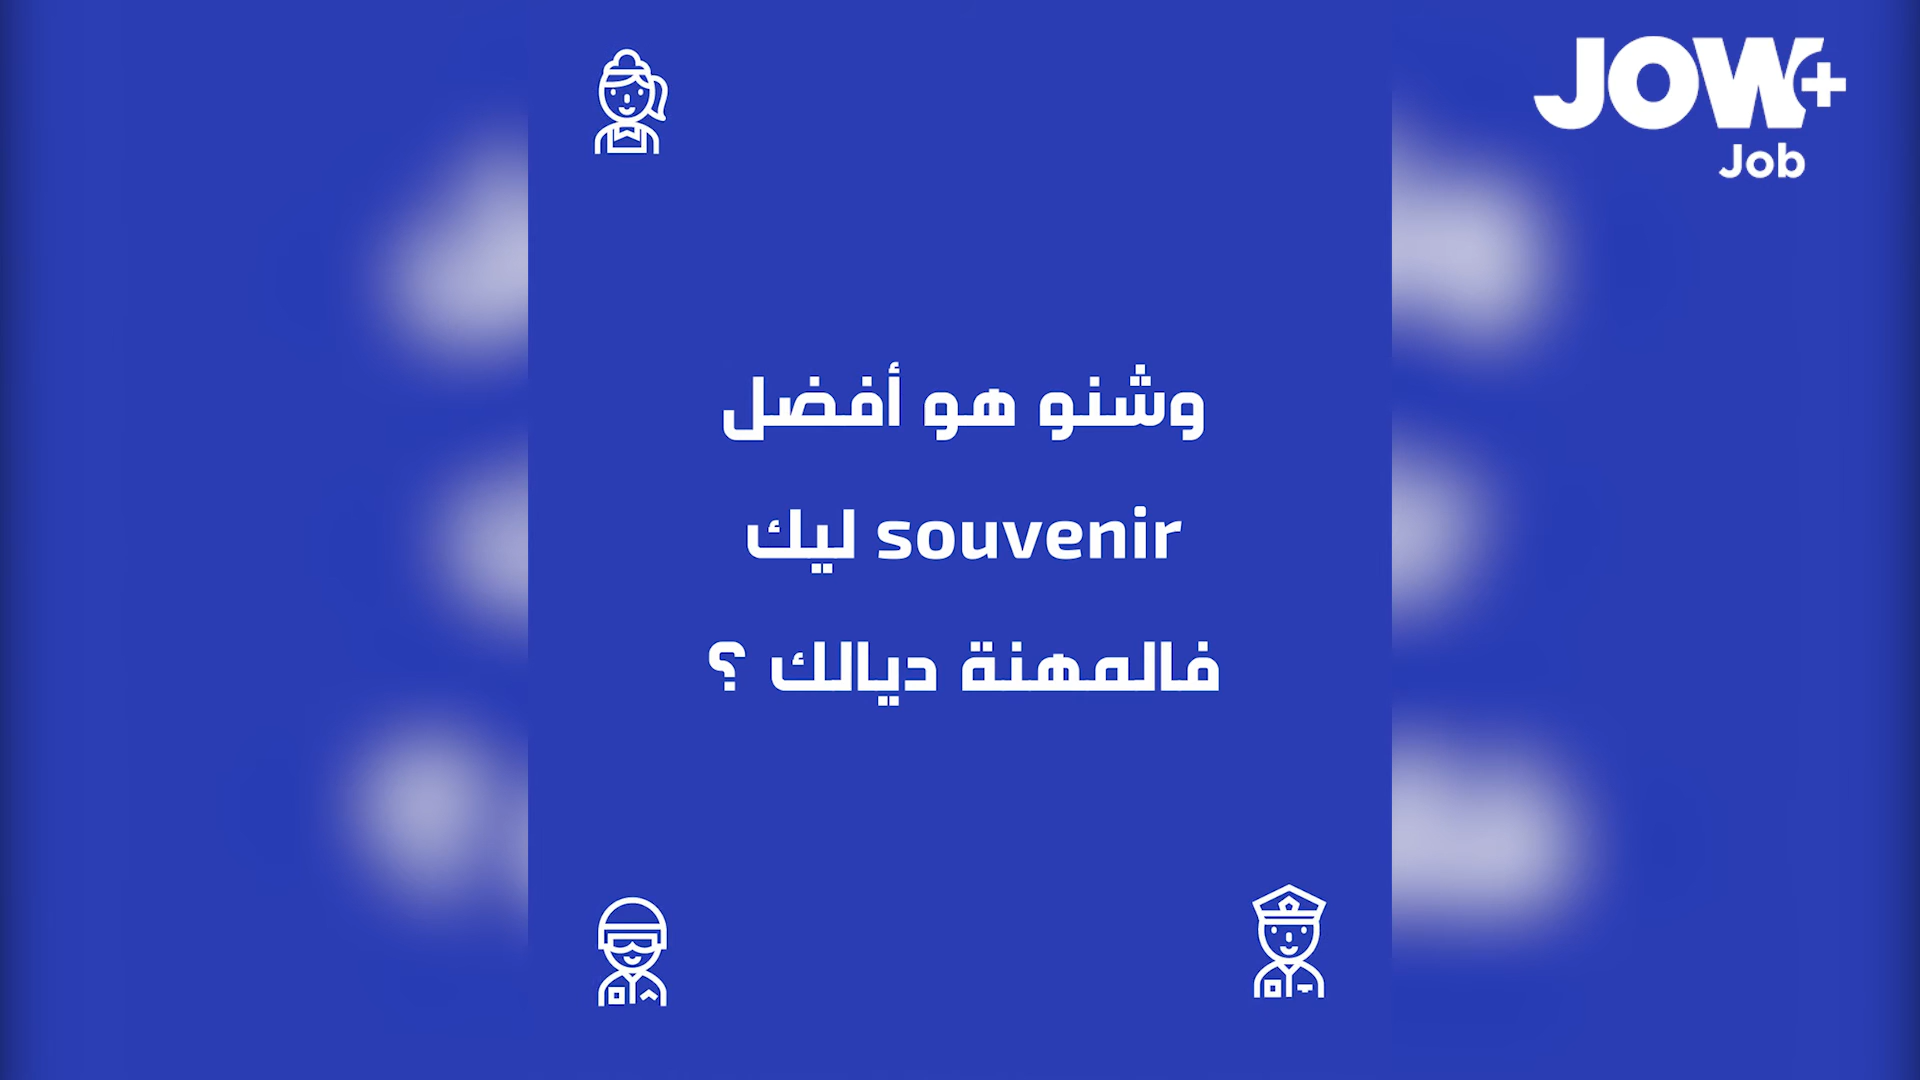 JOW+
Job
وشنو هو أفضل
souvenir ليك
فالمهنة ديالك ؟